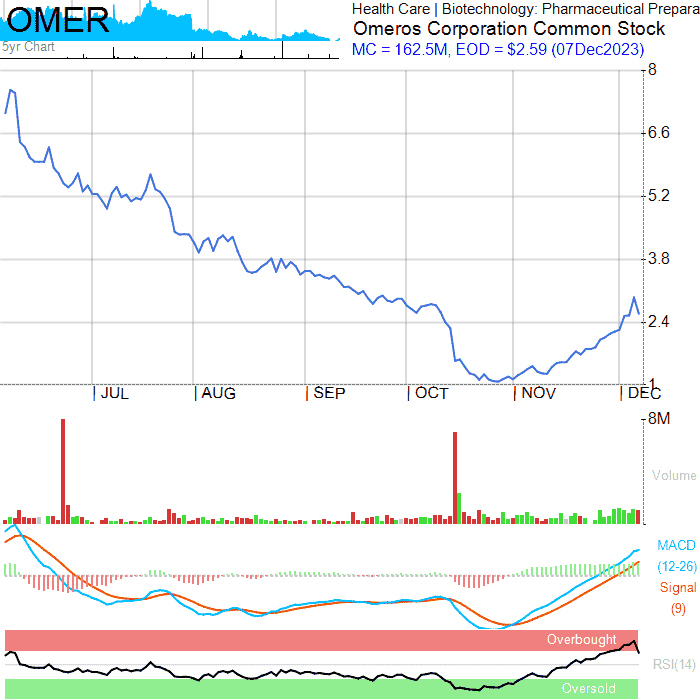 OMER
5yr Chart
Health Care | Biotechnology: Pharmaceutical Prepara
Omeros Corporation Common Stock
MC = 162.5M, EOD = $2.59 (07Dec2023)
8
6.6
5.2
3.8
2.4
1
JUL
AUG
SEP
OCT
NOV
DEC
8M
Volume
MACD
(12-26)
Signal
(9)
Overbought
RSI(14)
Oversold